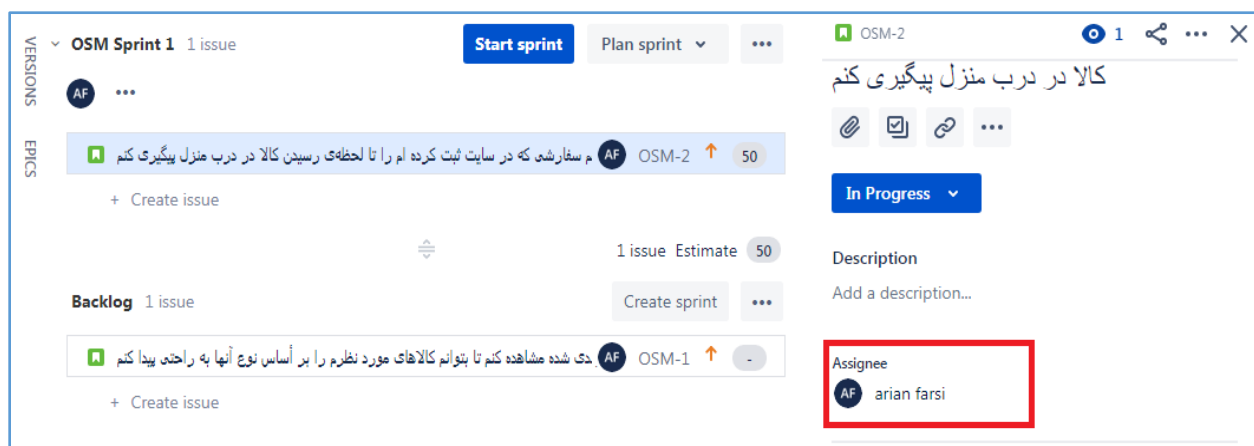 VERSIONS
EPICS
OSM Sprint 1 1 issue
Start sprint
Plan sprint
AF
م سفارشی که در سایت ثبت کرده ام را تا لحظه‌ی رسیدن کالا در درب منزل پیگیری کنم
AF OSM-2 50
+ Create issue
1 issue Estimate 50
Backlog 1 issue
Create sprint
دی شده مشاهده کنم تا بتوانم کالاهای مورد نظرم را بر أساس نوع آنها به راحتی پیدا کنم
AF OSM-1 -
+ Create issue
OSM-2
1
کالا در درب منزل پیگیری کنم
In Progress
Description
Add a description...
Assignee
AF arian farsi